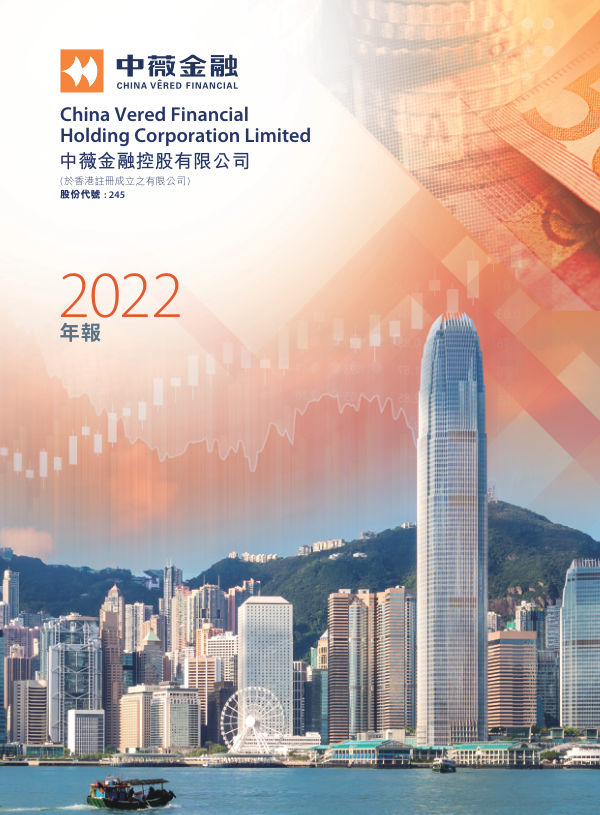 中薇金融
CHINA VÊRED FINANCIAL
China Vered Financial
Holding Corporation Limited
中薇金融控股有限公司
(於香港註冊成立之有限公司)
股份代號 : 245
2022
年報